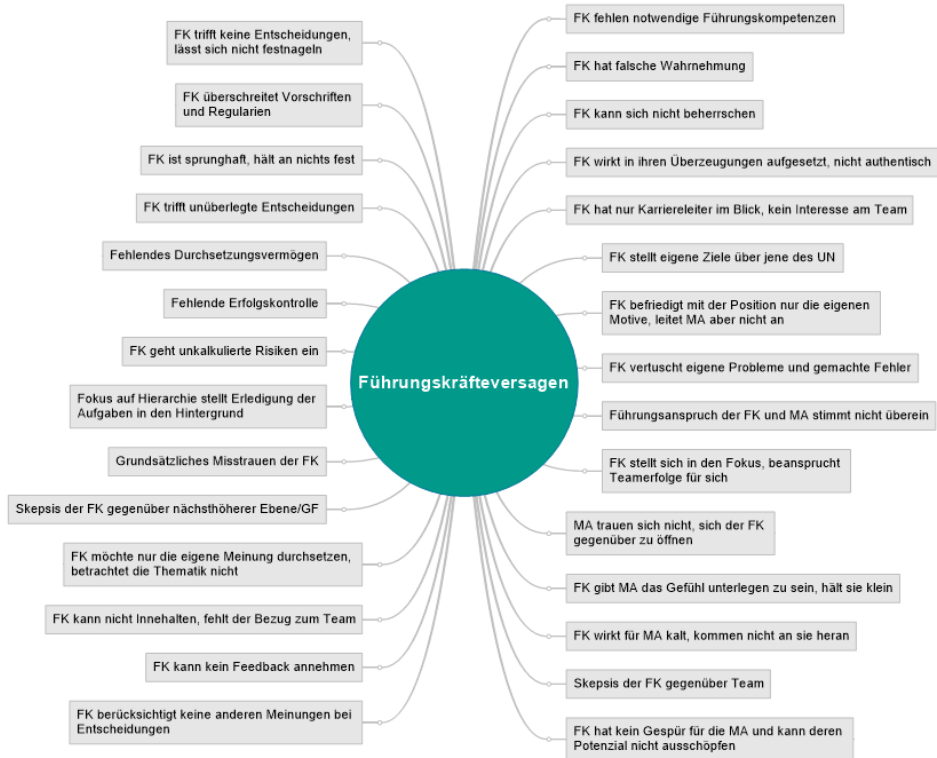 FK trifft keine Entscheidungen,
lässt sich nicht festnageln
FK überschreitet Vorschriften
und Regularien
FK ist sprunghaft, hält an nichts fest
FK trifft unüberlegte Entscheidungen
Fehlendes Durchsetzungsvermögen
Fehlende Erfolgskontrolle
FK geht unkalkulierte Risiken ein
Fokus auf Hierarchie stellt Erledigung der
Aufgaben in den Hintergrund
Grundsätzliches Misstrauen der FK
Skepsis der FK gegenüber nächsthöherer Ebene/GF
FK möchte nur die eigene Meinung durchsetzen,
betrachtet die Thematik nicht
FK kann nicht Innehalten, fehlt der Bezug zum Team
FK kann kein Feedback annehmen
FK berücksichtigt keine anderen Meinungen bei
Entscheidungen
Führungskräfteversagen
FK fehlen notwendige Führungskompetenzen
FK hat falsche Wahrnehmung
FK kann sich nicht beherrschen
FK wirkt in ihren Überzeugungen aufgesetzt, nicht authentisch
FK hat nur Karriereleiter im Blick, kein Interesse am Team
FK stellt eigene Ziele über jene des UN
FK befriedigt mit der Position nur die eigenen
Motive, leitet MA aber nicht an
FK vertuscht eigene Probleme und gemachte Fehler
Führungsanspruch der FK und MA stimmt nicht überein
FK stellt sich in den Fokus, beansprucht
Teamerfolge für sich
MA trauen sich nicht, sich der FK
gegenüber zu öffnen
FK gibt MA das Gefühl unterlegen zu sein, hält sie klein
FK wirkt für MA kalt, kommen nicht an sie heran
Skepsis der FK gegenüber Team
FK hat kein Gespür für die MA und kann deren
Potenzial nicht ausschöpfen